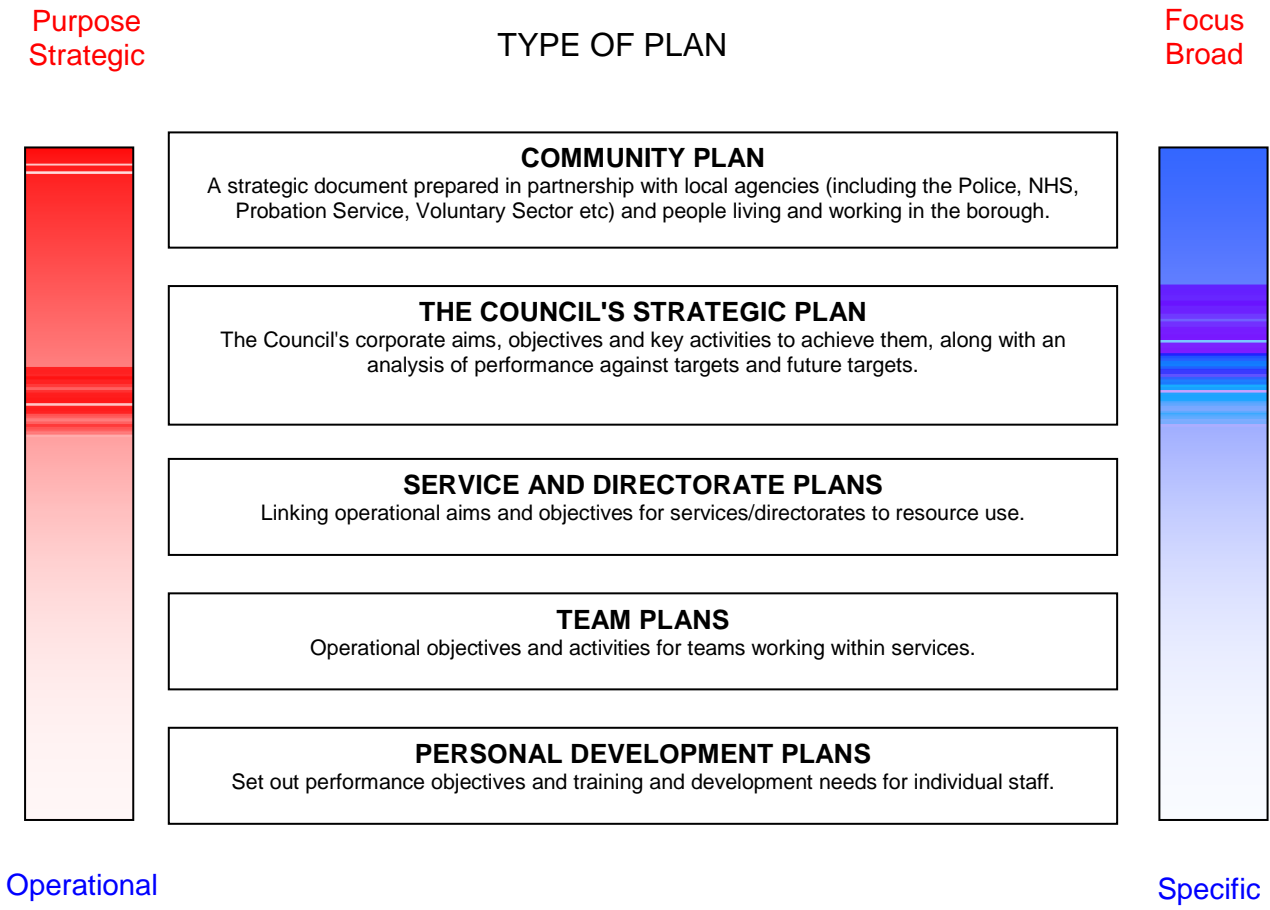 Purpose
Strategic
TYPE OF PLAN
Focus
Broad
COMMUNITY PLAN
A strategic document prepared in partnership with local agencies (including the Police, NHS,
Probation Service, Voluntary Sector etc) and people living and working in the borough.
THE COUNCIL'S STRATEGIC PLAN
The Council's corporate aims, objectives and key activities to achieve them, along with an
analysis of performance against targets and future targets.
SERVICE AND DIRECTORATE PLANS
Linking operational aims and objectives for services/directorates to resource use.
TEAM PLANS
Operational objectives and activities for teams working within services.
PERSONAL DEVELOPMENT PLANS
Set out performance objectives and training and development needs for individual staff.
Operational
Specific